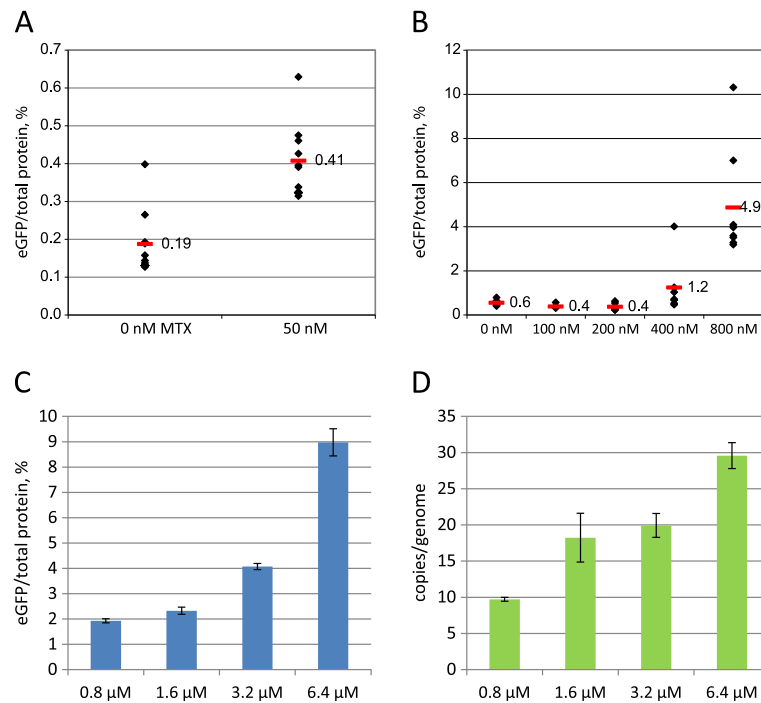 A
eGFP/total protein, %
0.7
0.6
0.5
0.4
0.3
0.2
0.1
0.0
0.19
0.41
0 nM MTX
50 nM
B
eGFP/total protein, %
12
10
8
6
4
2
0
0.6
0.4
0.4
1.2
4.9
0 nM
100 nM
200 nM
400 nM
800 nM
C
eGFP/total protein, %
10
9
8
7
6
5
4
3
2
1
0
0.8 µM
1.6 µM
3.2 µM
6.4 µM
D
copies/genome
35
30
25
20
15
10
5
0
0.8 µM
1.6 µM
3.2 µM
6.4 µM